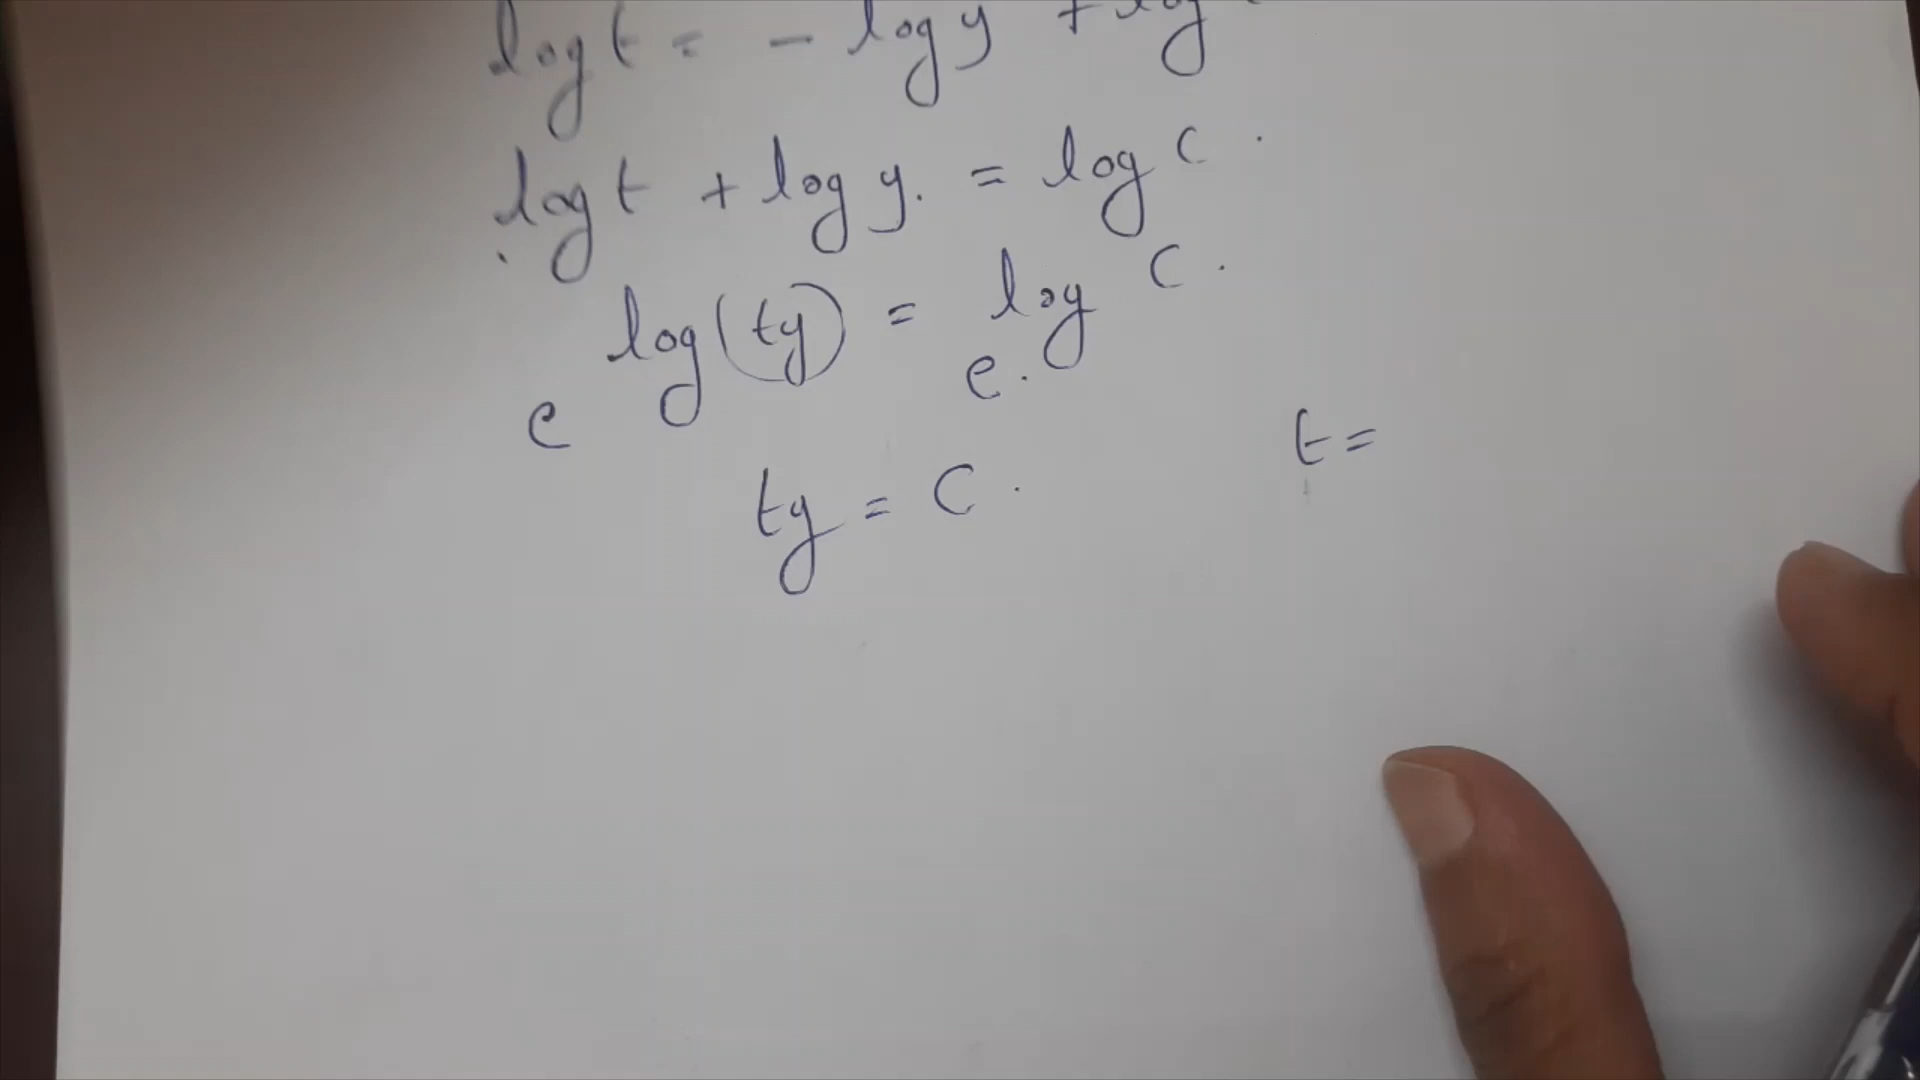 log t = - log y + log
log t + log y. = log c.
e log(ty) = e. log c.
ty = c. t =